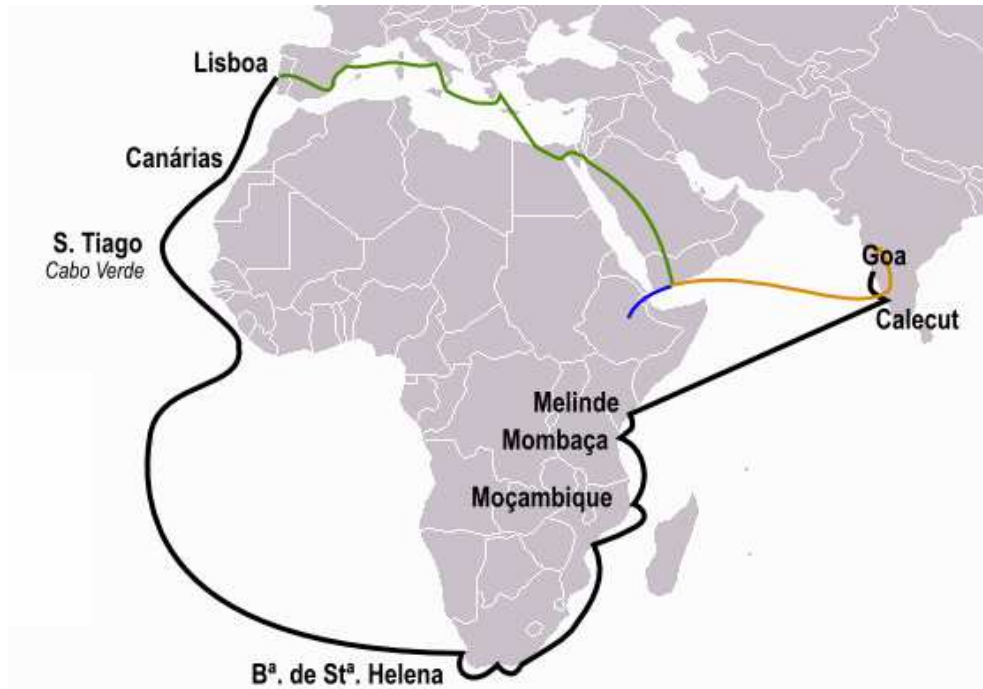 Lisboa
Canárias
S. Tiago
Cabo Verde
Goa
Calecut
Melinde
Mombaça
Moçambique
Bª. de Stª. Helena